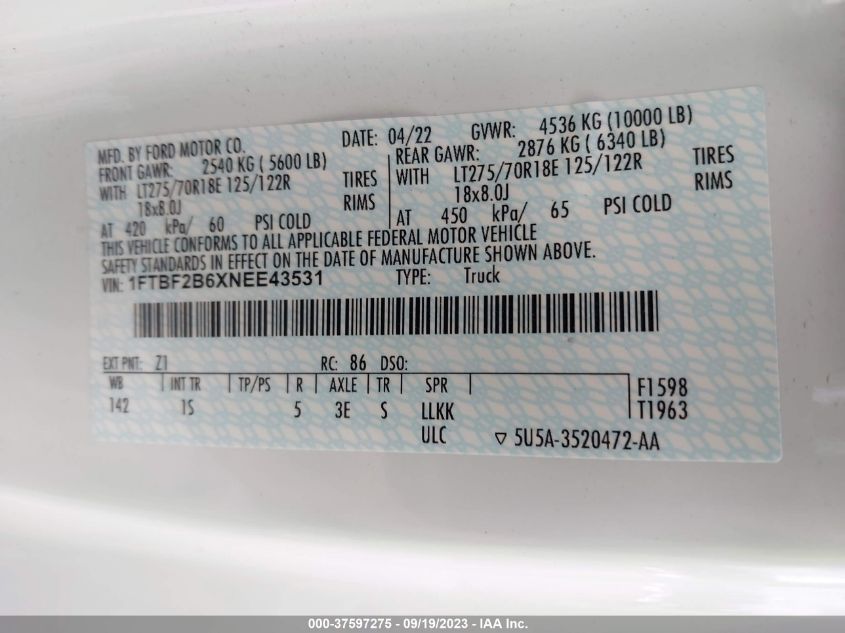 MFD. BY FORD MOTOR CO. DATE: 04/22 GVWR: 4536 KG (10000 LB)
FRONT GAWR: 2540 KG ( 5600 LB) REAR GAWR: 2876 KG ( 6340 LB)
WITH LT275/70R18E 125/122R TIRES WITH LT275/70R18E 125/122R TIRES
18x8.0J RIMS 18x8.0J RIMS
AT 420 kPa/ 60 PSI COLD AT 450 kPa/ 65 PSI COLD
THIS VEHICLE CONFORMS TO ALL APPLICABLE FEDERAL MOTOR VEHICLE
SAFETY STANDARDS IN EFFECT ON THE DATE OF MANUFACTURE SHOWN ABOVE.
VIN: 1FTBF2B6XNEE43531 TYPE: Truck
EXT PNT: Z1 RC: 86 DSO:
WB INT TR TP/PS R AXLE TR SPR F1598
142 1S 5 3E S LLKK T1963
ULC ▽ 5U5A-3520472-AA
000-37597275 - 09/19/2023 - IAA Inc.